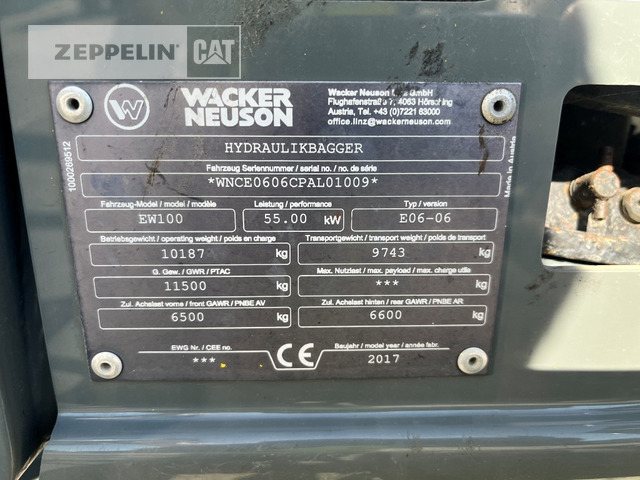 ZEPPELIN CAT
WACKER
NEUSON
Wacker Neuson GmbH
Flughafenstraße 7, 4063 Hörsching
Austria, Tel. +43 (0)7221 63000
office.linz@wackerneuson.com
HYDRAULIKBAGGER
Fahrzeug Seriennummer / serial no. / no. de série
*WNCE0606CPAL01009*
Fahrzeug-Model / model / modèle
Leistung / performance
Typ / version
EW100
55.00 kW
E06-06
Betriebsgewicht / operating weight / poids en charge
Transportgewicht / transport weight / poids de transport
10187 kg
9743 kg
G. Gew. / GWR / PTAC
Max. Nutzlast / max. payload / max. charge utile
11500 kg
*** kg
Zul. Achslast vorne / front GAWR / PNBE AV
Zul. Achslast hinten / rear GAWR / PNBE AR
6500 kg
6600 kg
EWG Nr. / CEE no.
Baujahr / model year / année fabr.
***
CE
2017
1000269512
Made in Austria